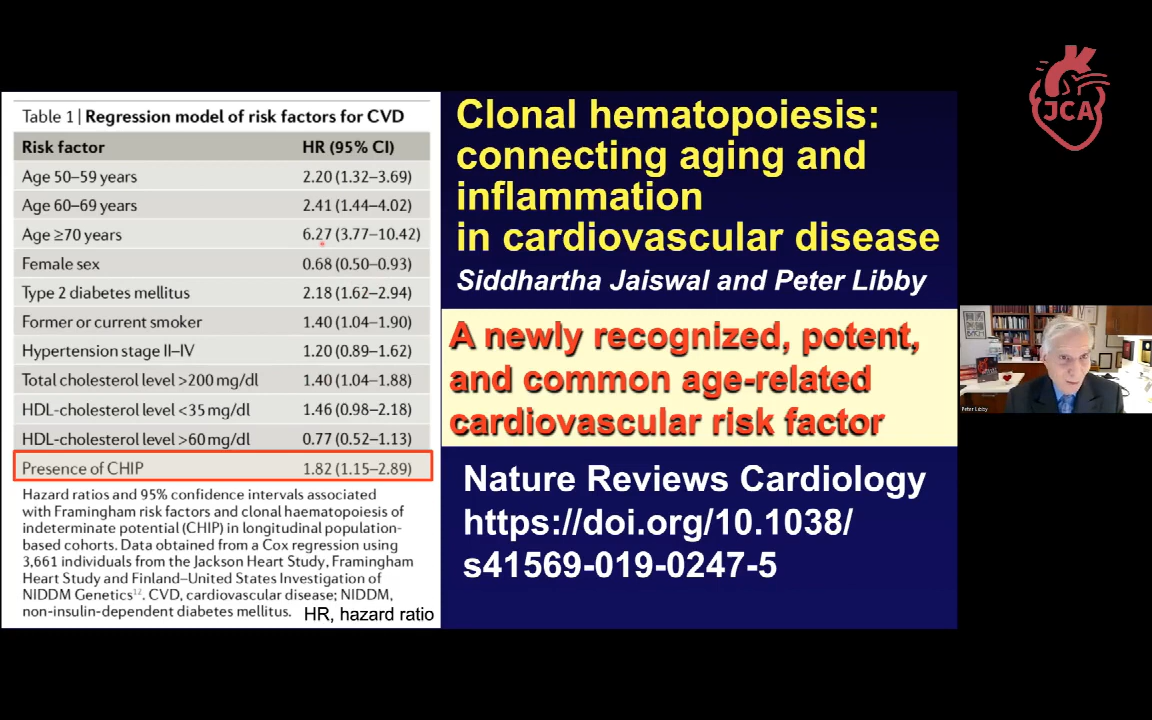 JCA
Table 1 | Regression model of risk factors for CVD
Risk factor HR (95% CI)
Age 50–59 years 2.20 (1.32–3.69)
Age 60–69 years 2.41 (1.44–4.02)
Age ≥70 years 6.27 (3.77–10.42)
Female sex 0.68 (0.50–0.93)
Type 2 diabetes mellitus 2.18 (1.62–2.94)
Former or current smoker 1.40 (1.04–1.90)
Hypertension stage II–IV 1.20 (0.89–1.62)
Total cholesterol level >200 mg/dl 1.40 (1.04–1.88)
HDL-cholesterol level <35 mg/dl 1.46 (0.98–2.18)
HDL-cholesterol level >60 mg/dl 0.77 (0.52–1.13)
Presence of CHIP 1.82 (1.15–2.89)
Hazard ratios and 95% confidence intervals associated
with Framingham risk factors and clonal haematopoiesis of
indeterminate potential (CHIP) in longitudinal population-
based cohorts. Data obtained from a Cox regression using
3,661 individuals from the Jackson Heart Study, Framingham
Heart Study and Finland–United States Investigation of
NIDDM Genetics¹². CVD, cardiovascular disease; NIDDM,
non-insulin-dependent diabetes mellitus.
HR, hazard ratio
Clonal hematopoiesis:
connecting aging and
inflammation
in cardiovascular disease
Siddhartha Jaiswal and Peter Libby
A newly recognized, potent,
and common age-related
cardiovascular risk factor
Nature Reviews Cardiology
https://doi.org/10.1038/
s41569-019-0247-5
Peter Libby